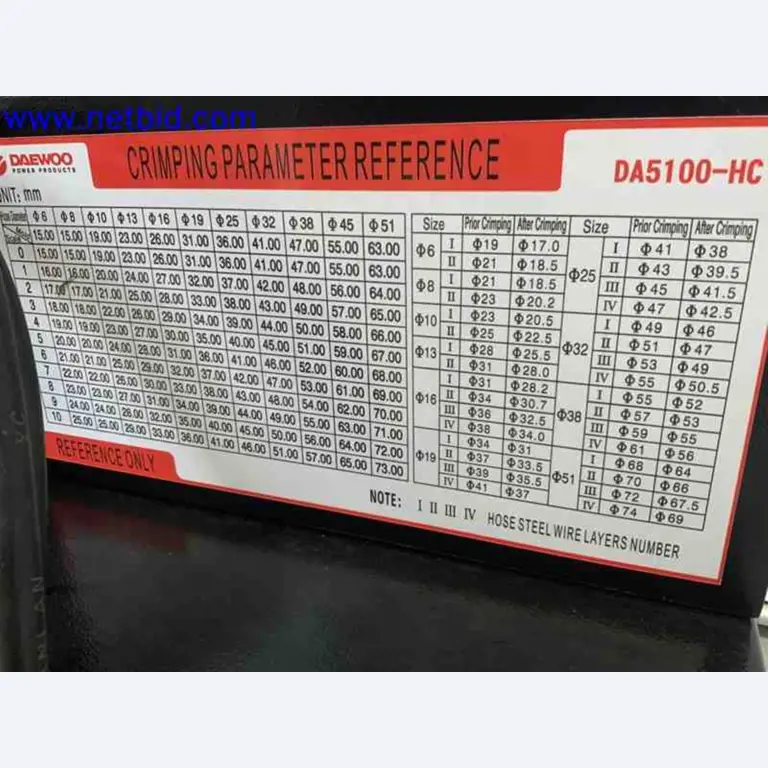 www.netbid.com
DAEWOO
POWER PRODUCTS
CRIMPING PARAMETER REFERENCE
DA5100-HC
UNIT: mm
Φ6 Φ8 Φ10 Φ13 Φ16 Φ19 Φ25 Φ32 Φ38 Φ45 Φ51
15.00 15.00 19.00 23.00 26.00 31.00 36.00 41.00 47.00 55.00 63.00
0 15.00 15.00 19.00 23.00 26.00 31.00 36.00 41.00 47.00 55.00 63.00
1 16.00 16.00 20.00 24.00 27.00 32.00 37.00 42.00 48.00 56.00 64.00
2 17.00 17.00 21.00 25.00 28.00 33.00 38.00 43.00 49.00 57.00 65.00
3 18.00 18.00 22.00 26.00 29.00 34.00 39.00 44.00 50.00 58.00 66.00
4 19.00 19.00 23.00 27.00 30.00 35.00 40.00 45.00 51.00 59.00 67.00
5 20.00 20.00 24.00 28.00 31.00 36.00 41.00 46.00 52.00 60.00 68.00
6 21.00 21.00 25.00 29.00 32.00 37.00 42.00 47.00 53.00 61.00 69.00
7 22.00 22.00 26.00 30.00 33.00 38.00 43.00 48.00 54.00 62.00 70.00
8 23.00 23.00 27.00 31.00 34.00 39.00 44.00 49.00 55.00 63.00 71.00
9 24.00 24.00 28.00 32.00 35.00 40.00 45.00 50.00 56.00 64.00 72.00
10 25.00 25.00 29.00 33.00 36.00 41.00 46.00 51.00 57.00 65.00 73.00
REFERENCE ONLY
Size Prior Crimping After Crimping
Φ6 I Φ19 Φ17.0
II Φ21 Φ18.5
Φ8 I Φ21 Φ18.5
II Φ23 Φ20.2
Φ10 I Φ23 Φ20.5
II Φ25 Φ22.5
Φ13 I Φ28 Φ25.5
II Φ31 Φ28.0
Φ16 I Φ31 Φ28.2
II Φ34 Φ30.7
III Φ36 Φ32.5
IV Φ38 Φ34.0
Φ19 I Φ34 Φ31
II Φ37 Φ33.5
III Φ39 Φ35.5
IV Φ41 Φ37
Size Prior Crimping After Crimping
Φ25 I Φ41 Φ38
II Φ43 Φ39.5
III Φ45 Φ41.5
IV Φ47 Φ42.5
Φ32 I Φ49 Φ46
II Φ51 Φ47
III Φ53 Φ49
IV Φ55 Φ50.5
Φ38 I Φ55 Φ52
II Φ57 Φ53
III Φ59 Φ55
IV Φ61 Φ56
Φ51 I Φ68 Φ64
II Φ70 Φ66
III Φ72 Φ67.5
IV Φ74 Φ69
NOTE: I II III IV HOSE STEEL WIRE LAYERS NUMBER